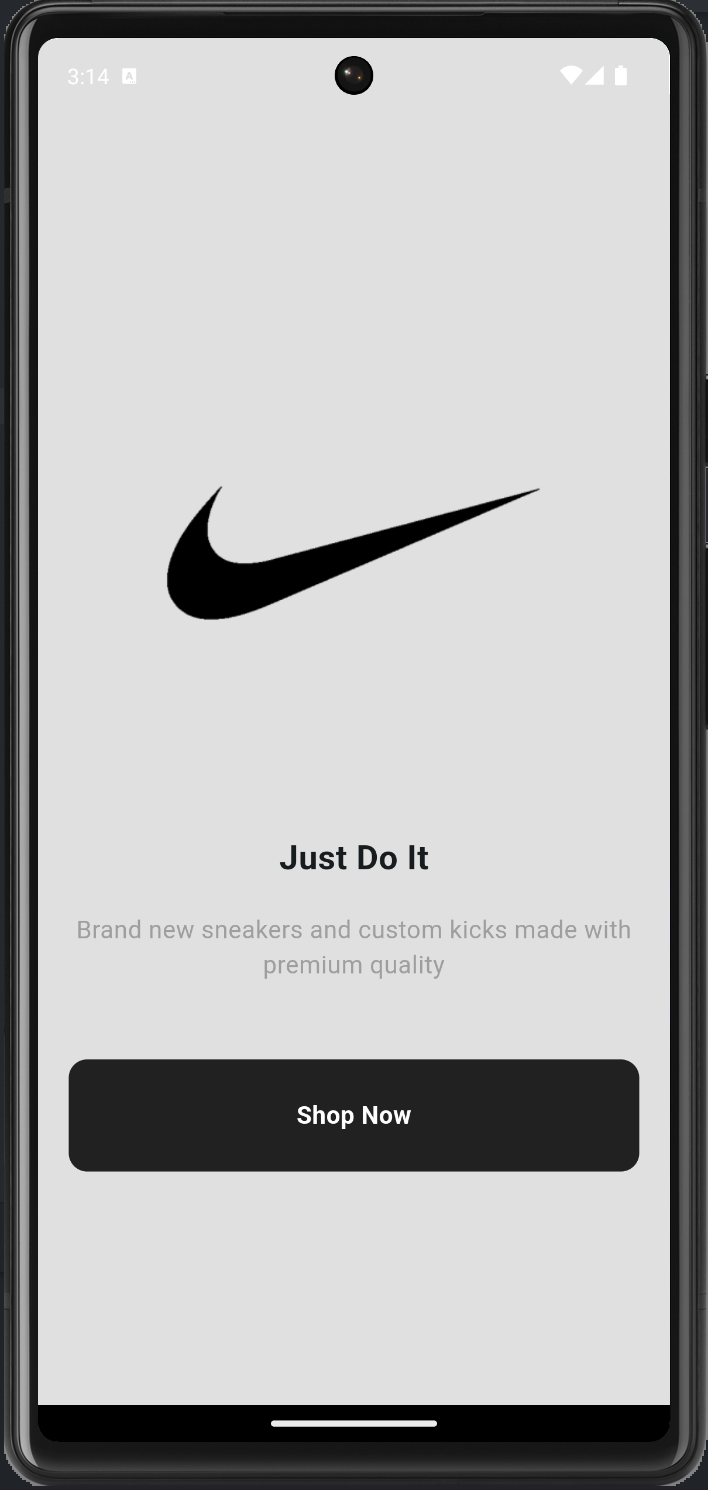 3:14 A
Just Do It
Brand new sneakers and custom kicks made with
premium quality
Shop Now